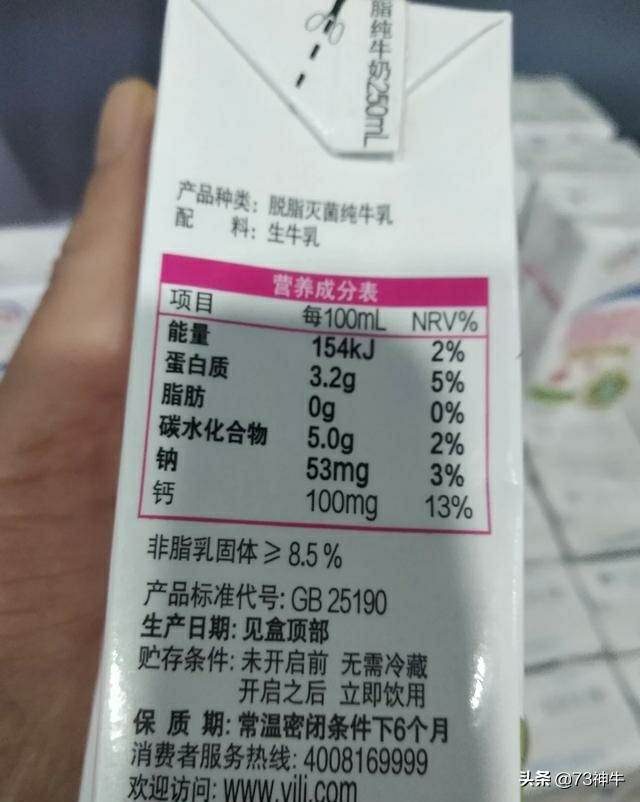 脂纯牛奶250mL
产品种类: 脱脂灭菌纯牛乳
配 料: 生牛乳
营养成分表
项目 每100mL NRV%
能量 154kJ 2%
蛋白质 3.2g 5%
脂肪 0g 0%
碳水化合物 5.0g 2%
钠 53mg 3%
钙 100mg 13%
非脂乳固体≥8.5%
产品标准代号: GB 25190
生产日期: 见盒顶部
贮存条件: 未开启前 无需冷藏
开启之后 立即饮用
保 质 期: 常温密闭条件下6个月
消费者服务热线: 4008169999
欢迎访问: www.yili.com
头条 @73神牛